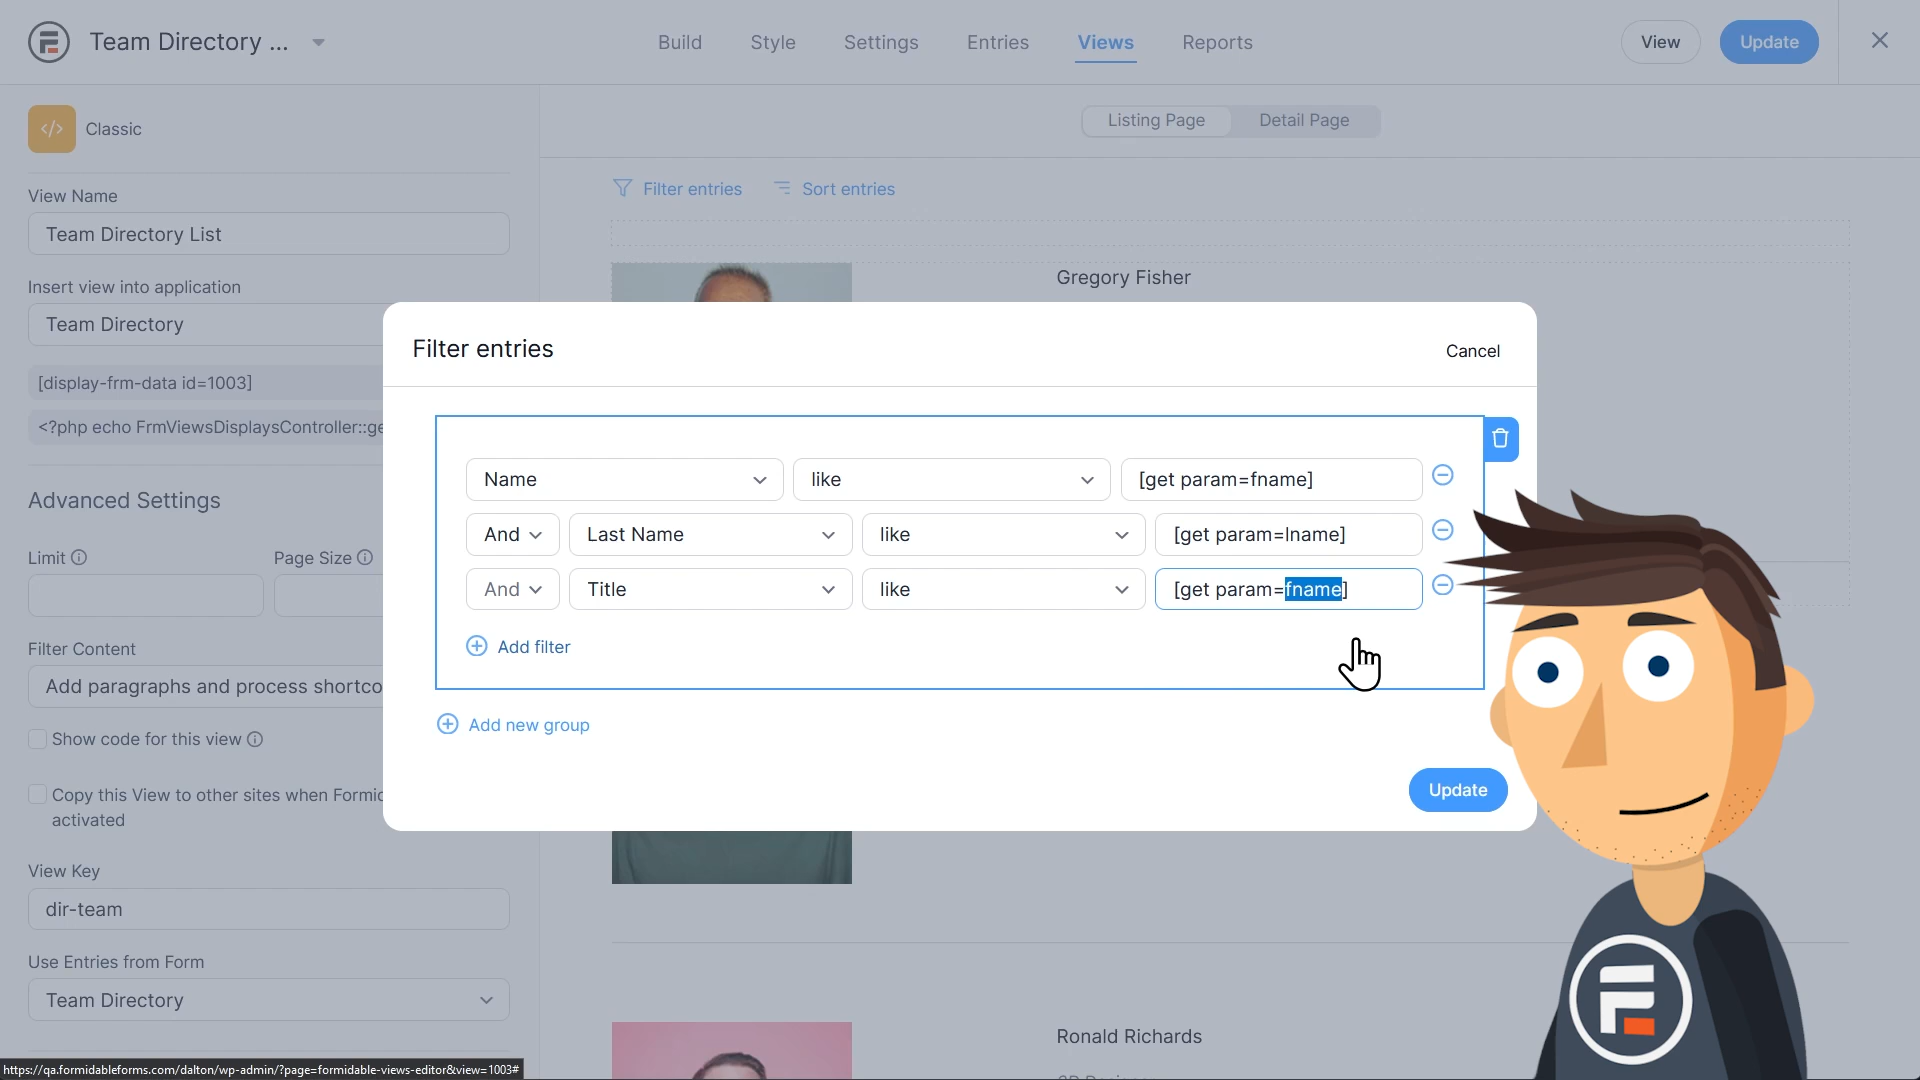 Team Directory ...
Build
Style
Settings
Entries
Views
Reports
View
Update
</>
Classic
Listing Page
Detail Page
View Name
Filter entries
Sort entries
Team Directory List
Insert view into application
Gregory Fisher
Team Directory
Filter entries
Cancel
[display-frm-data id=1003]
<?php echo FrmViewsDisplaysController::ge
Name
like
[get param=fname]
Advanced Settings
And
Last Name
like
[get param=lname]
Limit
Page Size
And
Title
like
[get param=fname]
Filter Content
Add filter
Add paragraphs and process shortco
Add new group
Show code for this view
Copy this View to other sites when Formid
activated
Update
View Key
dir-team
Use Entries from Form
Team Directory
Ronald Richards
https://qa.formidableforms.com/dalton/wp-admin/?page=formidable-views-editor&view=1003#